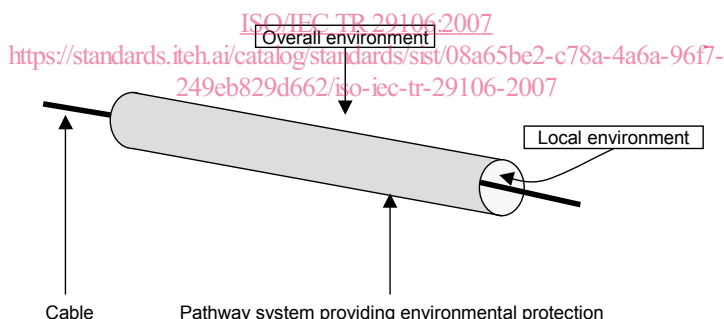 ISO/IEC TR 29106:2007
Overall environment
https://standards.iteh.ai/catalog/standards/sist/08a65be2-c78a-4a6a-96f7-
249eb829d662/iso-iec-tr-29106-2007
Local environment
Cable
Pathway system providing environmental protection